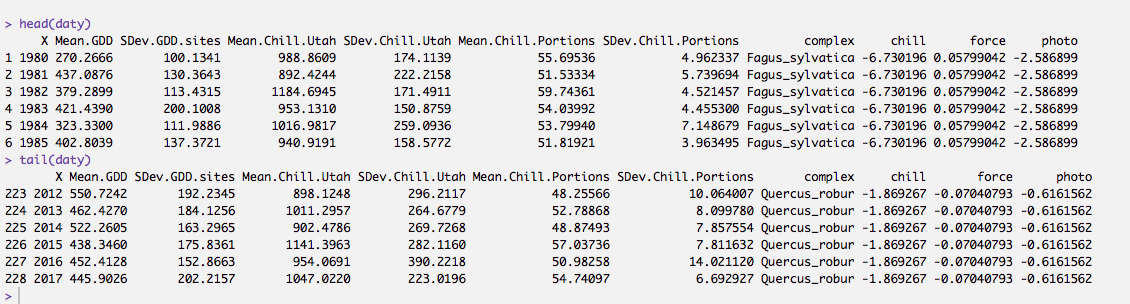 > head(daty)
X Mean.GDD SDev.GDD.sites Mean.Chill.Utah SDev.Chill.Utah Mean.Chill.Portions SDev.Chill.Portions complex chill force photo
1 1980 270.2666 100.1341 988.8609 174.1139 55.69536 4.962337 Fagus_sylvatica -6.730196 0.05799042 -2.586899
2 1981 437.0876 130.3643 892.4244 222.2158 51.53334 5.739694 Fagus_sylvatica -6.730196 0.05799042 -2.586899
3 1982 379.2899 113.4315 1184.6945 171.4911 59.74361 4.521457 Fagus_sylvatica -6.730196 0.05799042 -2.586899
4 1983 421.4390 200.1008 953.1310 150.8759 54.03992 4.455300 Fagus_sylvatica -6.730196 0.05799042 -2.586899
5 1984 323.3300 111.9886 1016.9817 259.0936 53.79940 7.148679 Fagus_sylvatica -6.730196 0.05799042 -2.586899
6 1985 402.8039 137.3721 940.9191 158.5772 51.81921 3.963495 Fagus_sylvatica -6.730196 0.05799042 -2.586899
> tail(daty)
X Mean.GDD SDev.GDD.sites Mean.Chill.Utah SDev.Chill.Utah Mean.Chill.Portions SDev.Chill.Portions complex chill force photo
223 2012 550.7242 192.2345 898.1248 296.2117 48.25566 10.064007 Quercus_robur -1.869267 -0.07040793 -0.6161562
224 2013 462.4270 184.1256 1011.2957 264.6779 52.78868 8.099780 Quercus_robur -1.869267 -0.07040793 -0.6161562
225 2014 522.2605 163.2965 902.4786 269.7268 48.87493 7.857554 Quercus_robur -1.869267 -0.07040793 -0.6161562
226 2015 438.3460 175.8361 1141.3963 282.1160 57.03736 7.811632 Quercus_robur -1.869267 -0.07040793 -0.6161562
227 2016 452.4128 152.8663 954.0691 390.2218 50.98258 14.021120 Quercus_robur -1.869267 -0.07040793 -0.6161562
228 2017 445.9026 202.2157 1047.0220 223.0196 54.74097 6.692927 Quercus_robur -1.869267 -0.07040793 -0.6161562
>